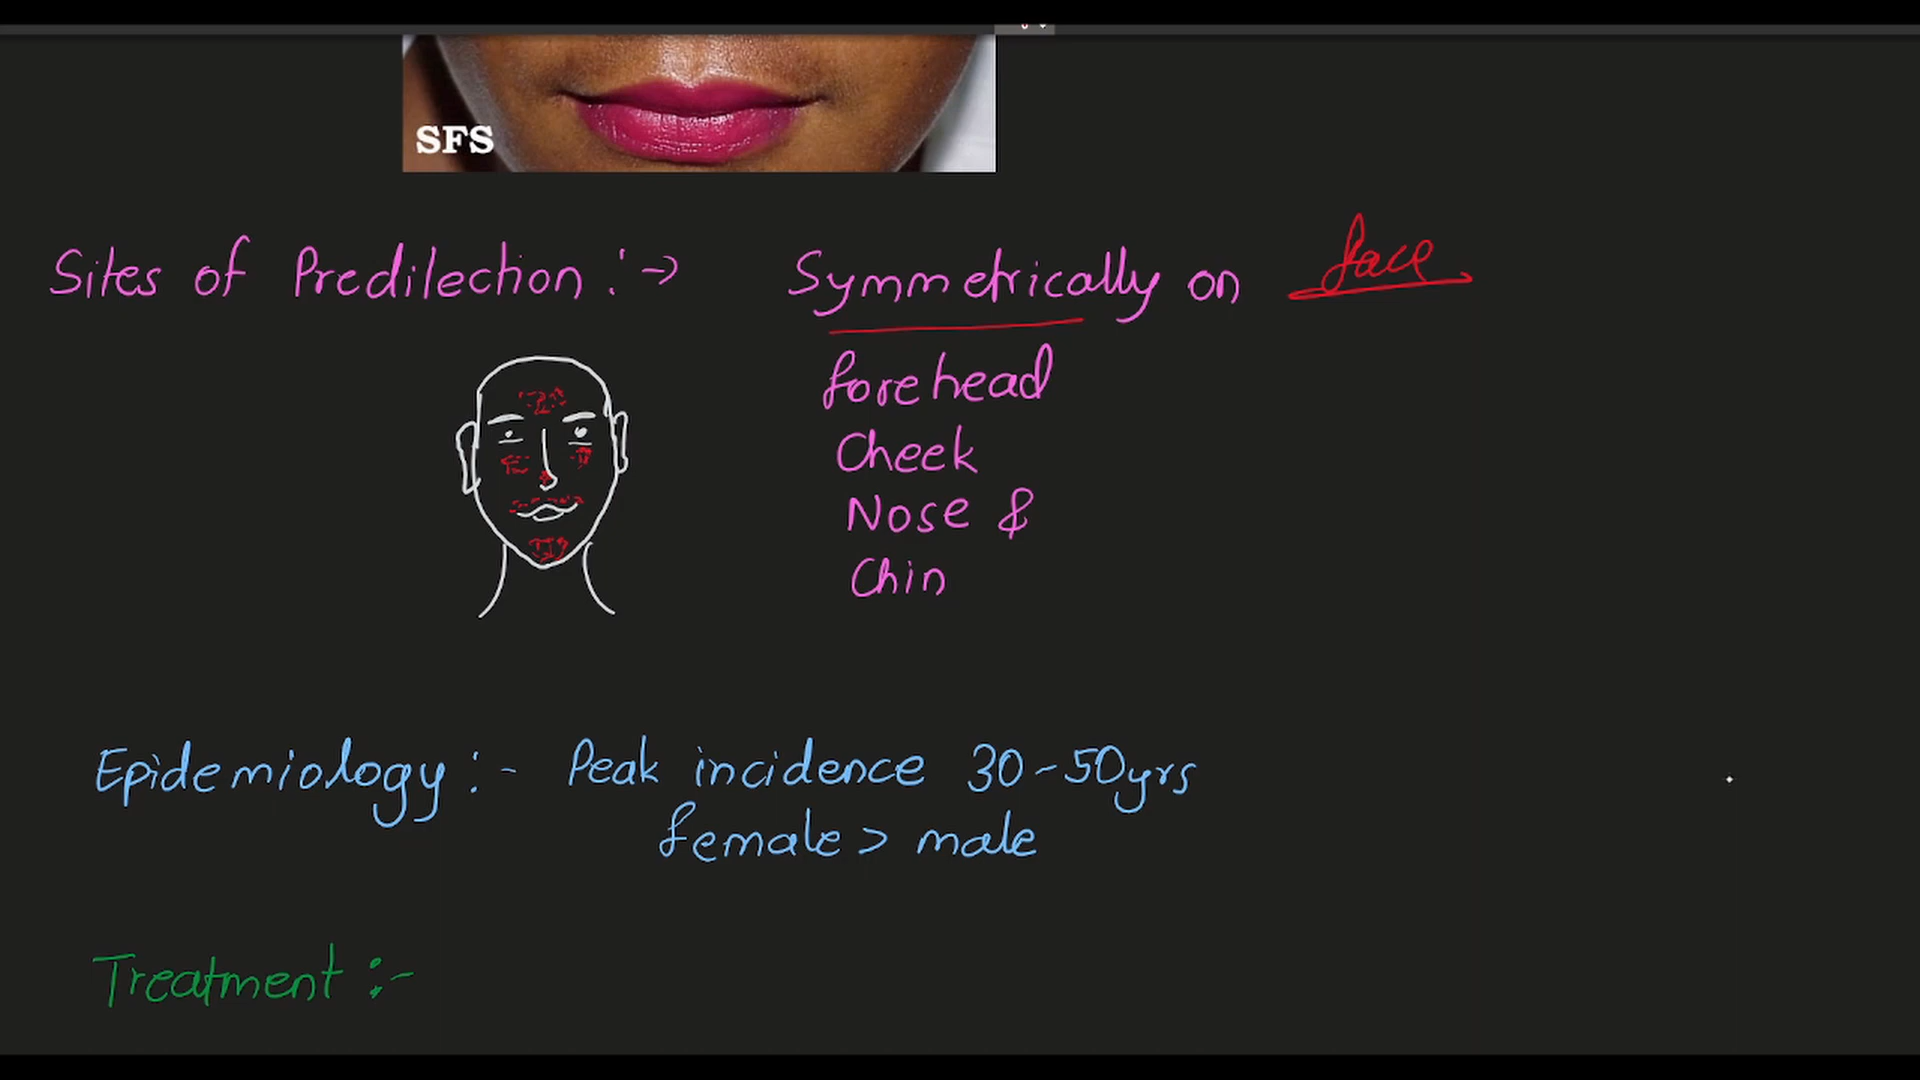 SFS
Sites of Predilection :→ Symmetrically on face
forehead
Cheek
Nose &
Chin
Epidemiology :- Peak incidence 30-50yrs
female > male
Treatment :-